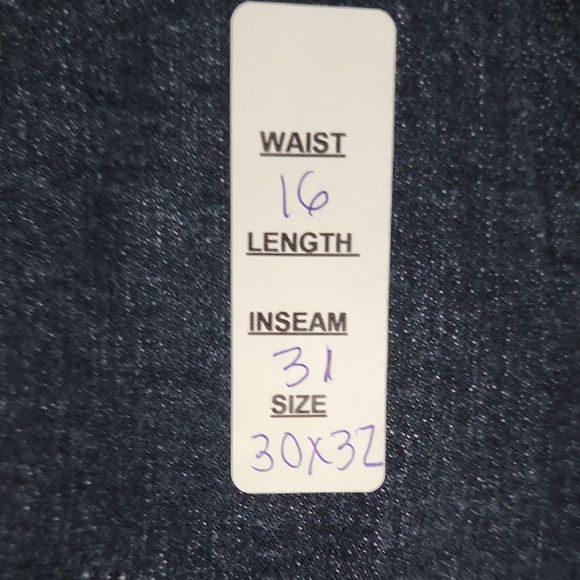 WAIST
16
LENGTH
INSEAM
31
SIZE
30X32